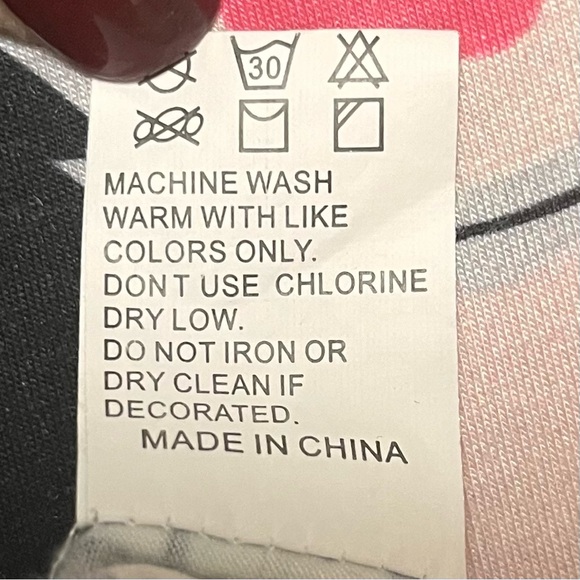 30
MACHINE WASH
WARM WITH LIKE
COLORS ONLY.
DON T USE CHLORINE
DRY LOW.
DO NOT IRON OR
DRY CLEAN IF
DECORATED.
MADE IN CHINA